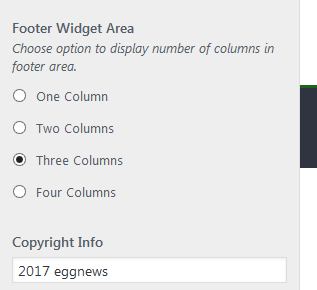 Footer Widget Area
Choose option to display number of columns in
footer area.
One Column
Two Columns
Three Columns
Four Columns
Copyright Info
2017 eggnews